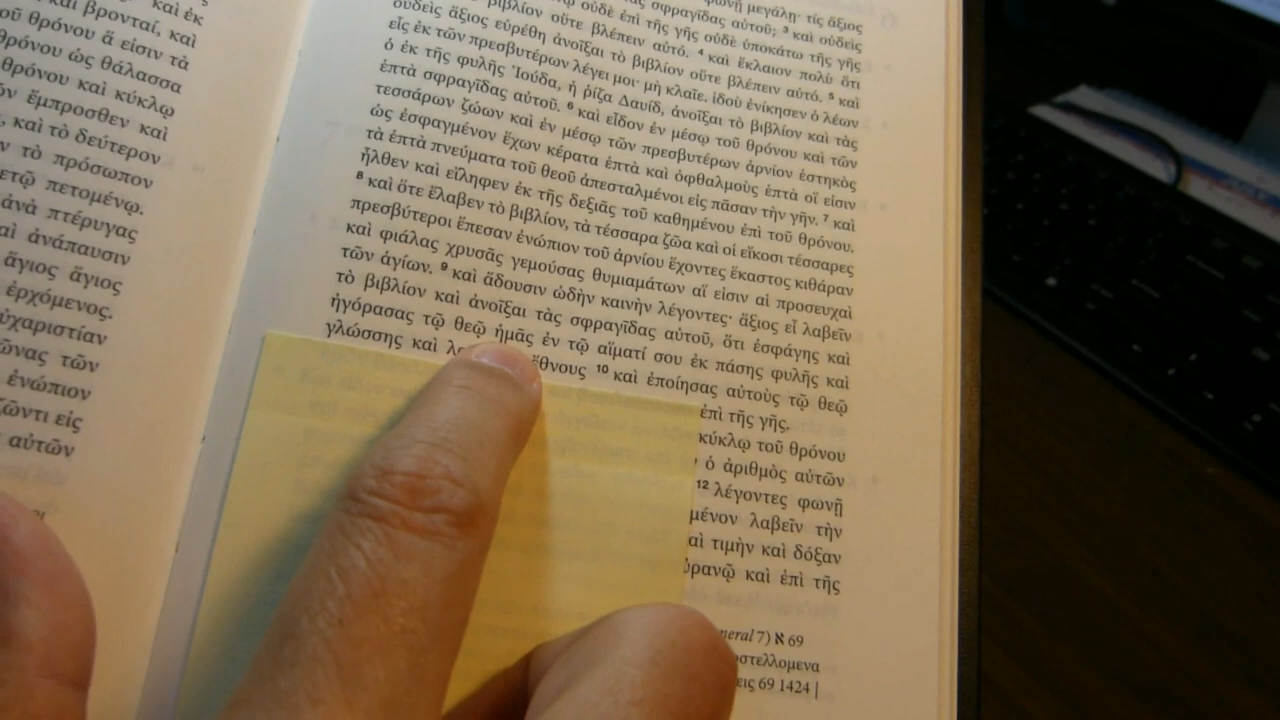 καὶ ἐκ
καὶ βρονταί, καὶ
οῦ θρόνου ἅ εἰσιν τὰ
θρόνου ὡς θάλασσα
θρόνου καὶ κύκλῳ
ἔμπροσθεν καὶ
, καὶ τὸ δεύτερον
τὸ πρόσωπον
ετῷ πετομένῳ.
ἀνὰ πτέρυγας
αὶ ἀνάπαυσιν
ἅγιος ἅγιος
ἐρχόμενος.
ὐχαριστίαν
ῶνας τῶν
ἐνώπιον
ζῶντι εἰς
αὐτῶν
φωνῇ μεγάλῃ· τίς ἄξιος
τὰς σφραγῖδας αὐτοῦ; ³ καὶ οὐδεὶς
οὐδὲ ἐπὶ τῆς γῆς οὐδὲ ὑποκάτω τῆς γῆς
βιβλίον οὔτε βλέπειν αὐτό. ⁴ καὶ ἔκλαιον πολὺ ὅτι
οὐδεὶς ἄξιος εὑρέθη ἀνοῖξαι τὸ βιβλίον οὔτε βλέπειν αὐτό. ⁵ καὶ
εἷς ἐκ τῶν πρεσβυτέρων λέγει μοι· μὴ κλαῖε. ἰδοὺ ἐνίκησεν ὁ λέων
ὁ ἐκ τῆς φυλῆς Ἰούδα, ἡ ῥίζα Δαυίδ, ἀνοῖξαι τὸ βιβλίον καὶ τὰς
ἑπτὰ σφραγῖδας αὐτοῦ. ⁶ καὶ εἶδον ἐν μέσῳ τοῦ θρόνου καὶ τῶν
τεσσάρων ζῴων καὶ ἐν μέσῳ τῶν πρεσβυτέρων ἀρνίον ἑστηκὸς
ὡς ἐσφαγμένον ἔχων κέρατα ἑπτὰ καὶ ὀφθαλμοὺς ἑπτὰ οἵ εἰσιν
τὰ ἑπτὰ πνεύματα τοῦ θεοῦ ἀπεσταλμένοι εἰς πᾶσαν τὴν γῆν. ⁷ καὶ
ἦλθεν καὶ εἴληφεν ἐκ τῆς δεξιᾶς τοῦ καθημένου ἐπὶ τοῦ θρόνου.
⁸ καὶ ὅτε ἔλαβεν τὸ βιβλίον, τὰ τέσσαρα ζῷα καὶ οἱ εἴκοσι τέσσαρες
πρεσβύτεροι ἔπεσαν ἐνώπιον τοῦ ἀρνίου ἔχοντες ἕκαστος κιθάραν
καὶ φιάλας χρυσᾶς γεμούσας θυμιαμάτων αἵ εἰσιν αἱ προσευχαὶ
τῶν ἁγίων. ⁹ καὶ ᾄδουσιν ᾠδὴν καινὴν λέγοντες· ἄξιος εἶ λαβεῖν
τὸ βιβλίον καὶ ἀνοῖξαι τὰς σφραγῖδας αὐτοῦ, ὅτι ἐσφάγης καὶ
ἠγόρασας τῷ θεῷ ἡμᾶς ἐν τῷ αἵματί σου ἐκ πάσης φυλῆς καὶ
γλώσσης καὶ λα ἔθνους ¹⁰ καὶ ἐποίησας αὐτοὺς τῷ θεῷ
ἐπὶ τῆς γῆς.
κύκλῳ τοῦ θρόνου
ὁ ἀριθμὸς αὐτῶν
¹² λέγοντες φωνῇ
μένον λαβεῖν τὴν
αὶ τιμὴν καὶ δόξαν
ὐρανῷ καὶ ἐπὶ τῆς
neral 7) ℵ 69
οστελλομενα
εις 69 1424 |